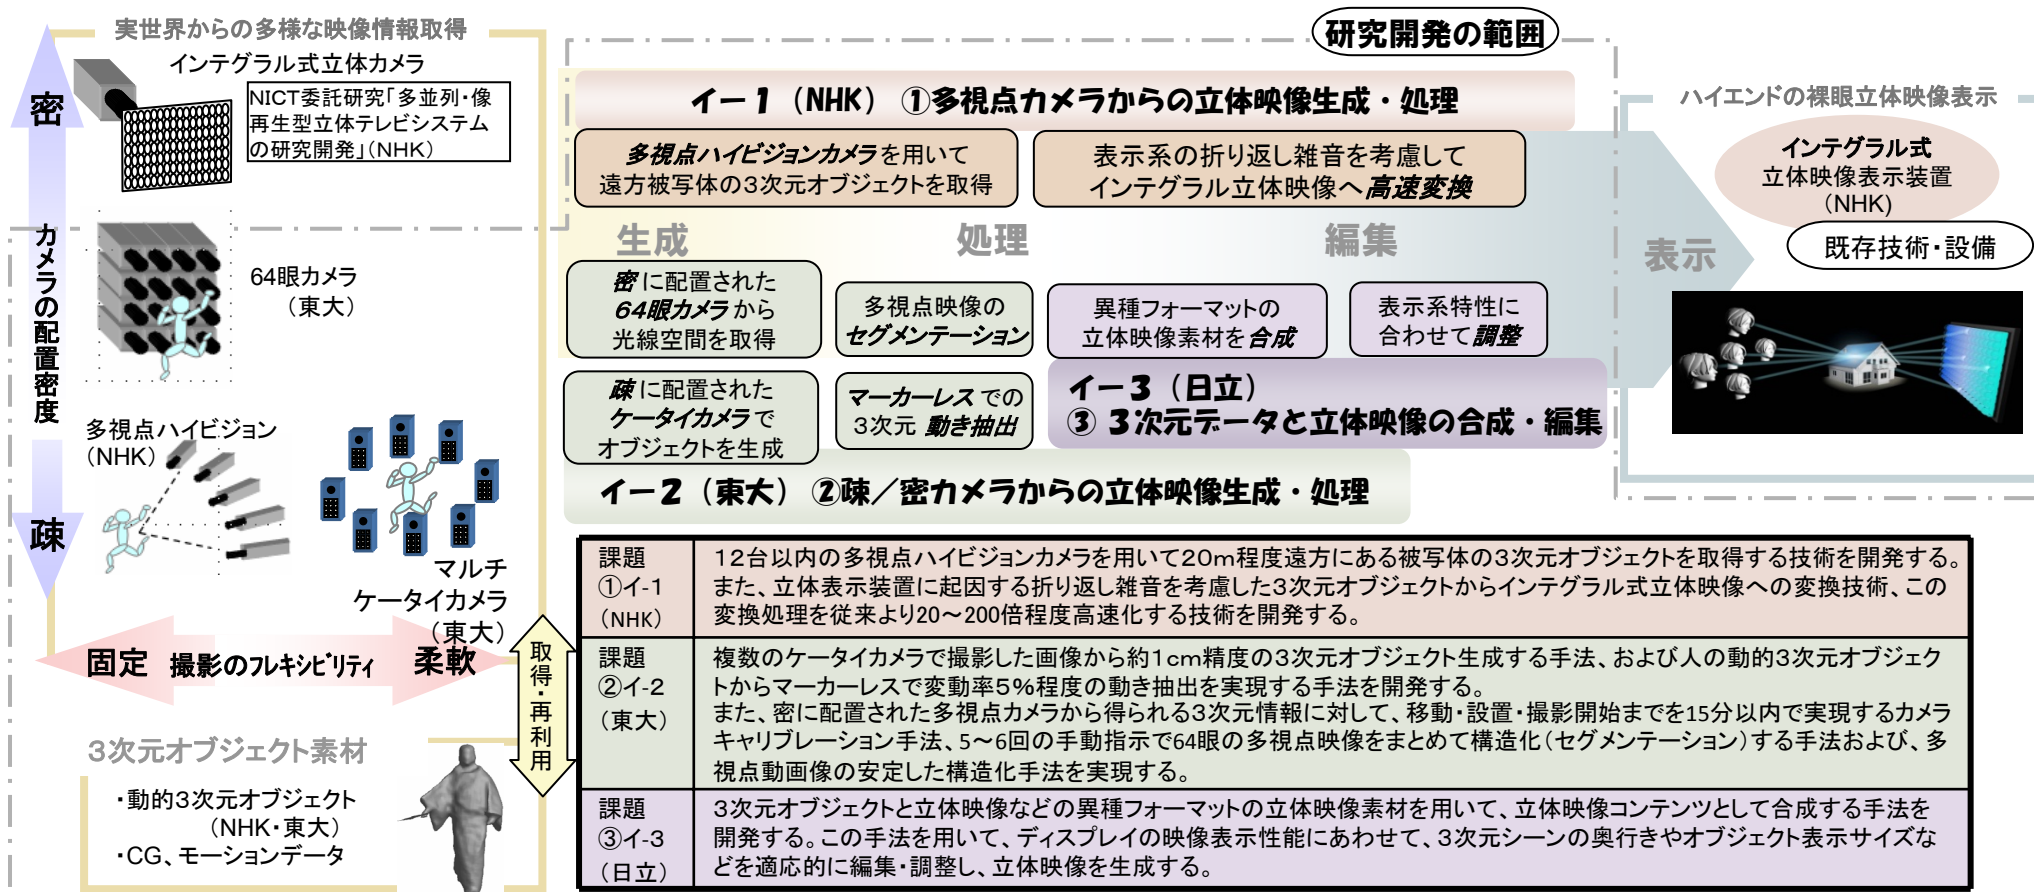 実世界からの多様な映像情報取得
インテグラル式立体カメラ
NICT委託研究「多並列・像
再生型立体テレビシステム
の研究開発」(NHK)
密
カメラの配置密度
疎
64眼カメラ
(東大)
多視点ハイビジョン
(NHK)
マルチ
ケータイカメラ
(東大)
固定 撮影のフレキシビリティ 柔軟
3次元オブジェクト素材
・動的3次元オブジェクト
(NHK・東大)
・CG、モーションデータ
取得・再利用
研究開発の範囲
イー1(NHK)①多視点カメラからの立体映像生成・処理
多視点ハイビジョンカメラを用いて
遠方被写体の3次元オブジェクトを取得
表示系の折り返し雑音を考慮して
インテグラル立体映像へ高速変換
生成 処理 編集 表示
密に配置された
64眼カメラから
光線空間を取得
多視点映像の
セグメンテーション
異種フォーマットの
立体映像素材を合成
表示系特性に
合わせて調整
疎に配置された
ケータイカメラで
オブジェクトを生成
マーカーレスでの
3次元 動き抽出
イー3(日立)
③3次元データと立体映像の合成・編集
イー2(東大)②疎/密カメラからの立体映像生成・処理
ハイエンドの裸眼立体映像表示
インテグラル式
立体映像表示装置
(NHK)
既存技術・設備
課題
①イ-1
(NHK)
12台以内の多視点ハイビジョンカメラを用いて20m程度遠方にある被写体の3次元オブジェクトを取得する技術を開発する。
また、立体表示装置に起因する折り返し雑音を考慮した3次元オブジェクトからインテグラル式立体映像への変換技術、この
変換処理を従来より20〜200倍程度高速化する技術を開発する。
課題
②イ-2
(東大)
複数のケータイカメラで撮影した画像から約1cm精度の3次元オブジェクト生成する手法、および人の動的3次元オブジェク
トからマーカーレスで変動率5%程度の動き抽出を実現する手法を開発する。
また、密に配置された多視点カメラから得られる3次元情報に対して、移動・設置・撮影開始までを15分以内で実現するカメラ
キャリブレーション手法、5〜6回の手動指示で64眼の多視点映像をまとめて構造化(セグメンテーション)する手法および、多
視点動画像の安定した構造化手法を実現する。
課題
③イ-3
(日立)
3次元オブジェクトと立体映像などの異種フォーマットの立体映像素材を用いて、立体映像コンテンツとして合成する手法を
開発する。この手法を用いて、ディスプレイの映像表示性能にあわせて、3次元シーンの奥行きやオブジェクト表示サイズな
どを適応的に編集・調整し、立体映像を生成する。